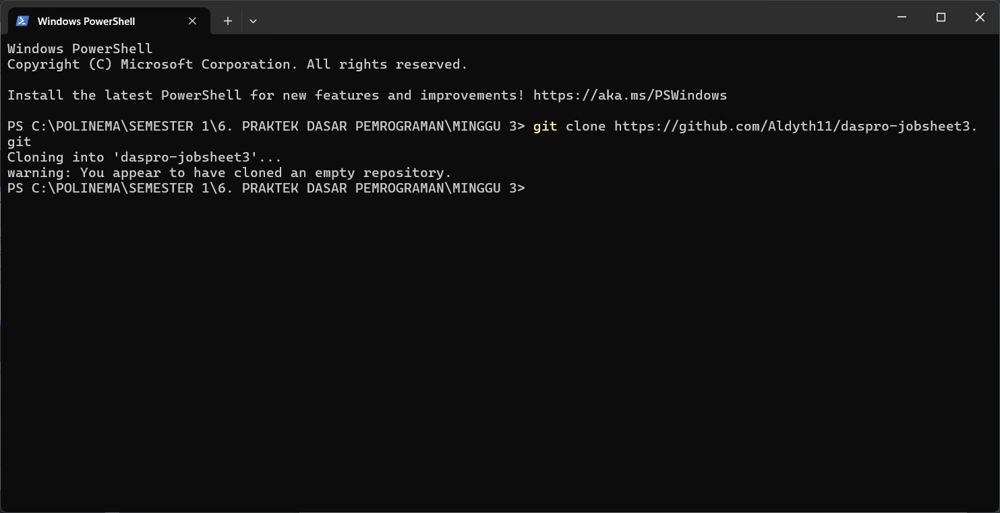 Windows PowerShell
Windows PowerShell
Copyright (C) Microsoft Corporation. All rights reserved.
Install the latest PowerShell for new features and improvements! https://aka.ms/PSWindows
PS C:\POLINEMA\SEMESTER 1\6. PRAKTEK DASAR PEMROGRAMAN\MINGGU 3> git clone https://github.com/Aldyth11/daspro-jobsheet3.
git
Cloning into 'daspro-jobsheet3'...
warning: You appear to have cloned an empty repository.
PS C:\POLINEMA\SEMESTER 1\6. PRAKTEK DASAR PEMROGRAMAN\MINGGU 3>